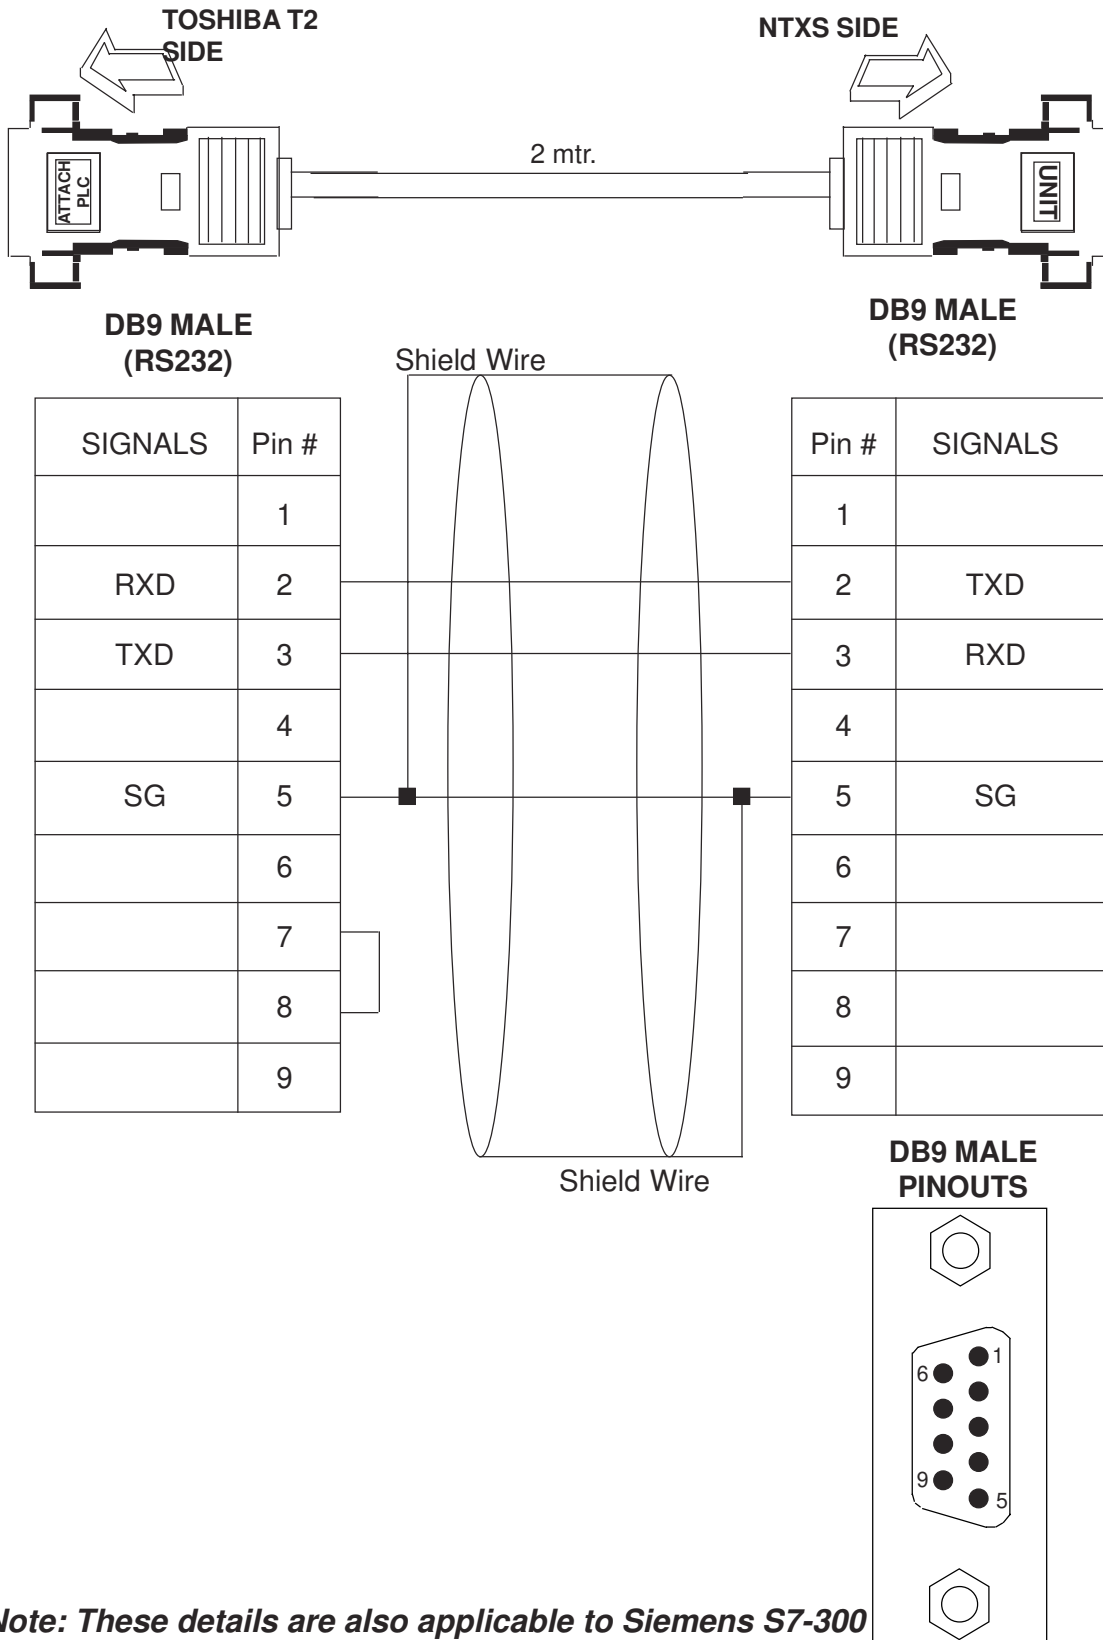 TOSHIBA T2
SIDE
NTXS SIDE
ATTACH
PLC
2 mtr.
UNIT
DB9 MALE
(RS232)
DB9 MALE
(RS232)
Shield Wire
SIGNALS Pin #
1
RXD 2
TXD 3
4
SG 5
6
7
8
9
Pin # SIGNALS
1
2 TXD
3 RXD
4
5 SG
6
7
8
9
Shield Wire
DB9 MALE
PINOUTS
1
6
9
5
Note: These details are also applicable to Siemens S7-300